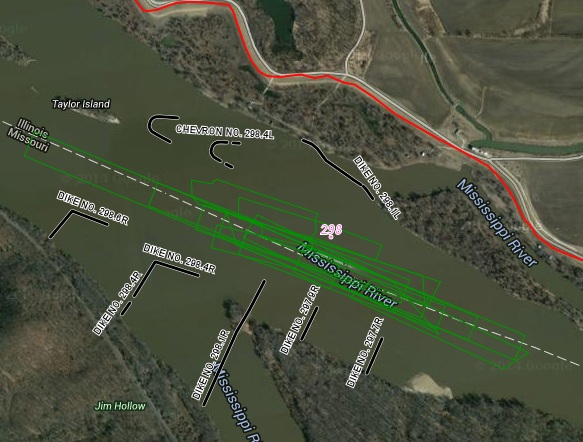 Taylor Island
CHEVRON NO. 298.4L
Illinois
Missouri
DIKE NO. 298.1L
Mississippi River
DIKE NO. 298.6R
298
Mississippi River
DIKE NO. 298.4R
DIKE NO. 298.4R
DIKE NO. 297.9R
DIKE NO. 298.1R
DIKE NO. 297.7R
Mississippi R
Jim Hollow